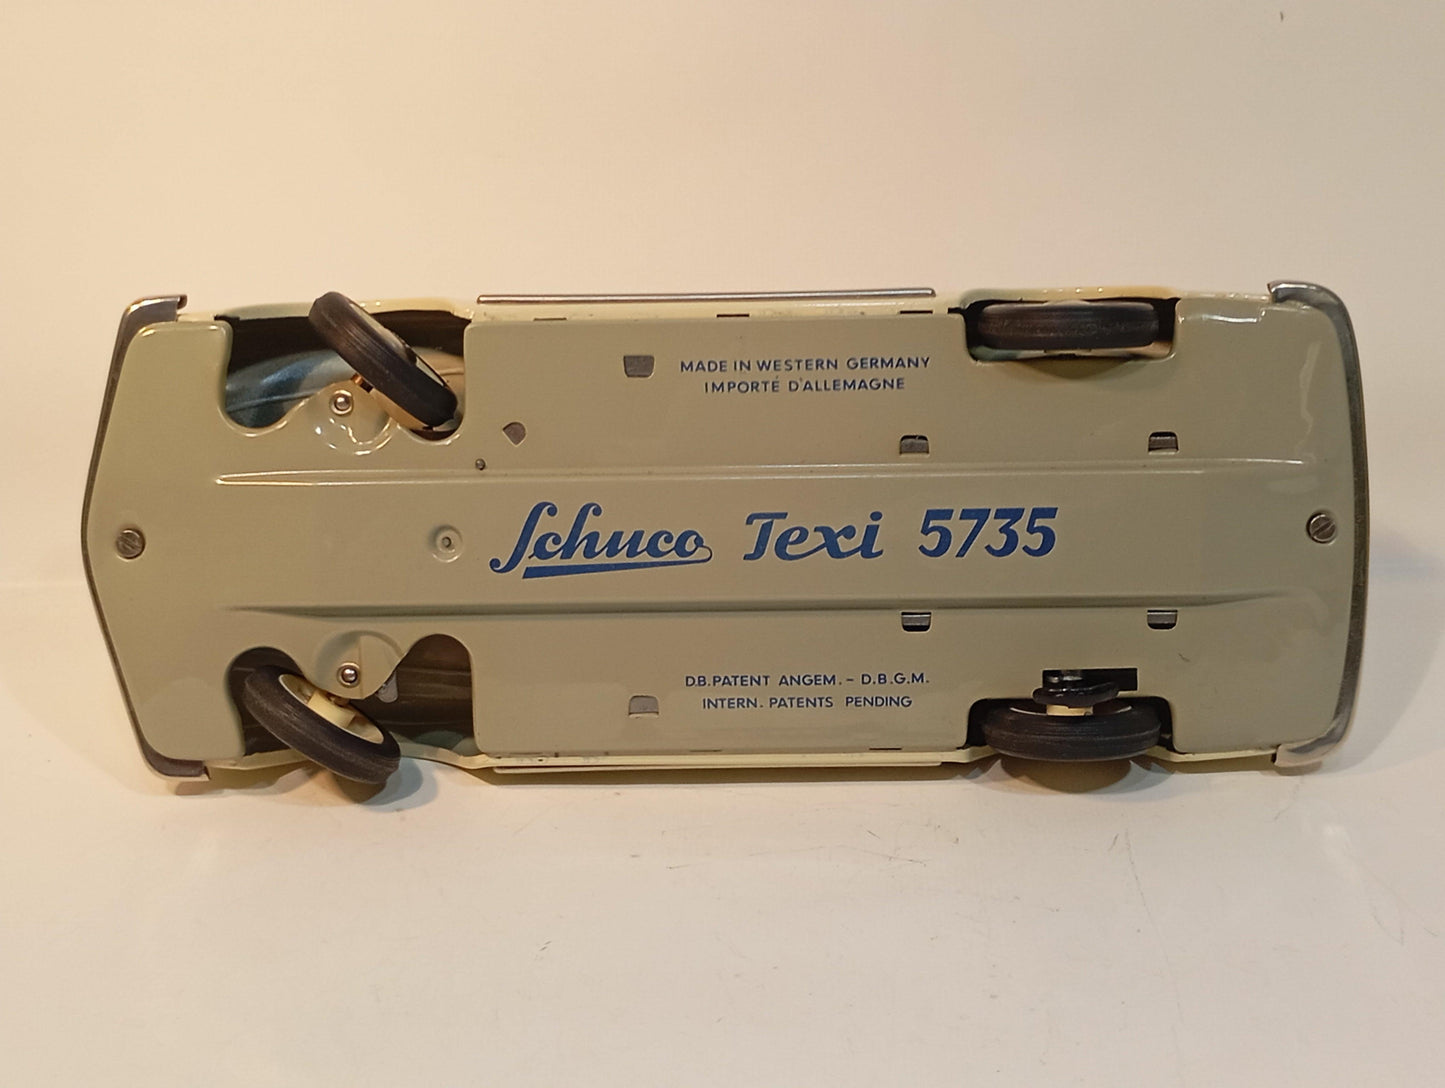 MADE IN WESTERN GERMANY
IMPORTÉ D'ALLEMAGNE
Schuco Texi 5735
D.B. PATENT ANGEM. - D.B.G.M.
INTERN. PATENTS PENDING